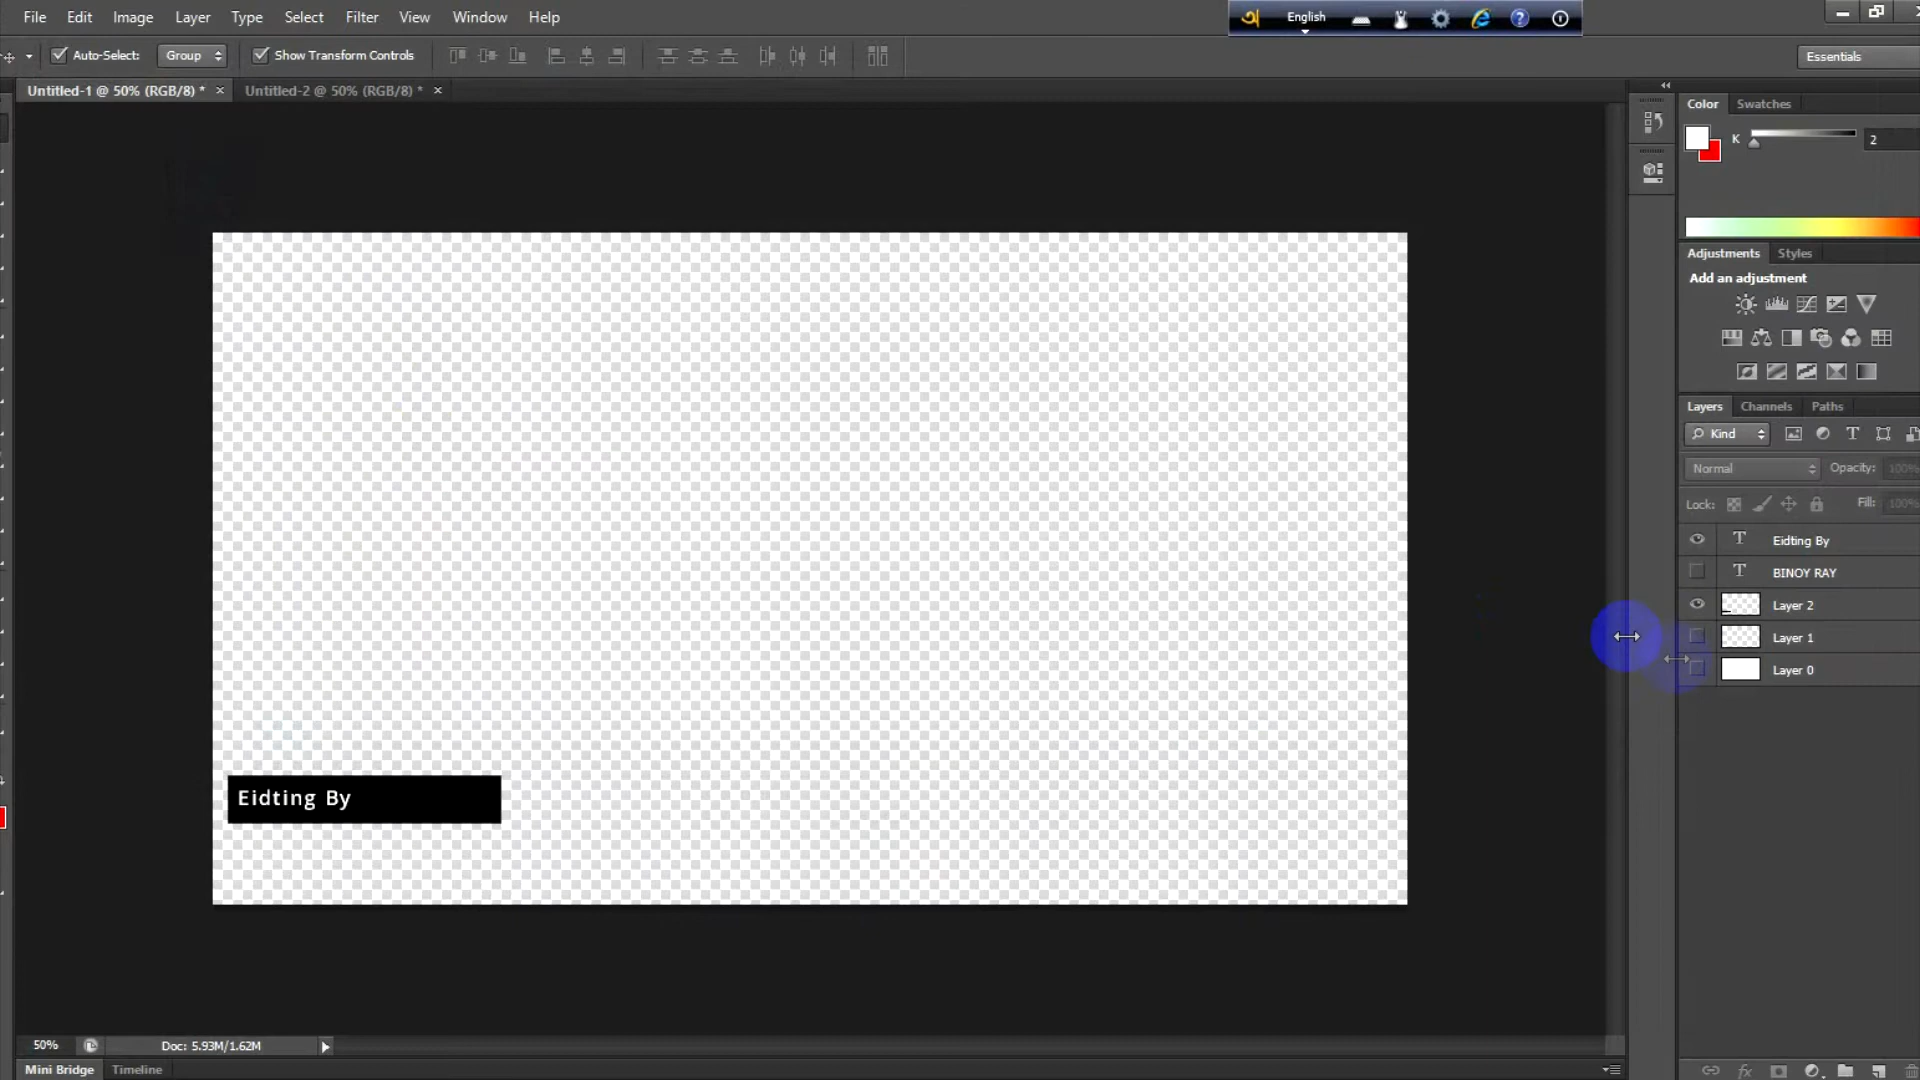 File Edit Image Layer Type Select Filter View Window Help
English
Auto-Select: Group Show Transform Controls
Essentials
Untitled-1 @ 50% (RGB/8) * × Untitled-2 @ 50% (RGB/8) * ×
Color Swatches
K 2
Adjustments Styles
Add an adjustment
Layers Channels Paths
Kind
Normal Opacity: 100%
Lock: Fill: 100%
Eidting By
BINOY RAY
Layer 2
Layer 1
Layer 0
Eidting By
50% Doc: 5.93M/1.62M
Mini Bridge Timeline